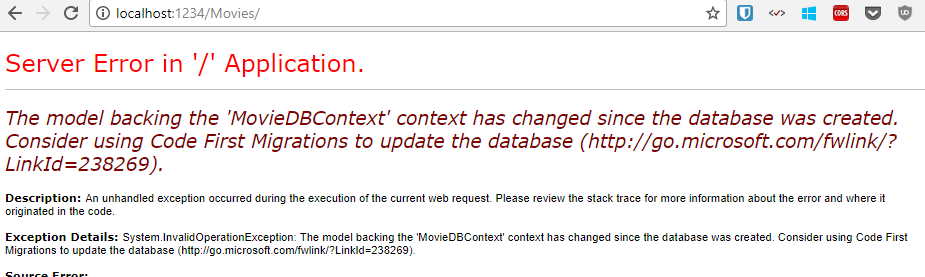 localhost:1234/Movies/
CORS
Server Error in '/' Application.
The model backing the 'MovieDBContext' context has changed since the database was created.
Consider using Code First Migrations to update the database (http://go.microsoft.com/fwlink/?
LinkId=238269).
Description: An unhandled exception occurred during the execution of the current web request. Please review the stack trace for more information about the error and where it
originated in the code.
Exception Details: System.InvalidOperationException: The model backing the 'MovieDBContext' context has changed since the database was created. Consider using Code First
Migrations to update the database (http://go.microsoft.com/fwlink/?LinkId=238269).
Source Error: